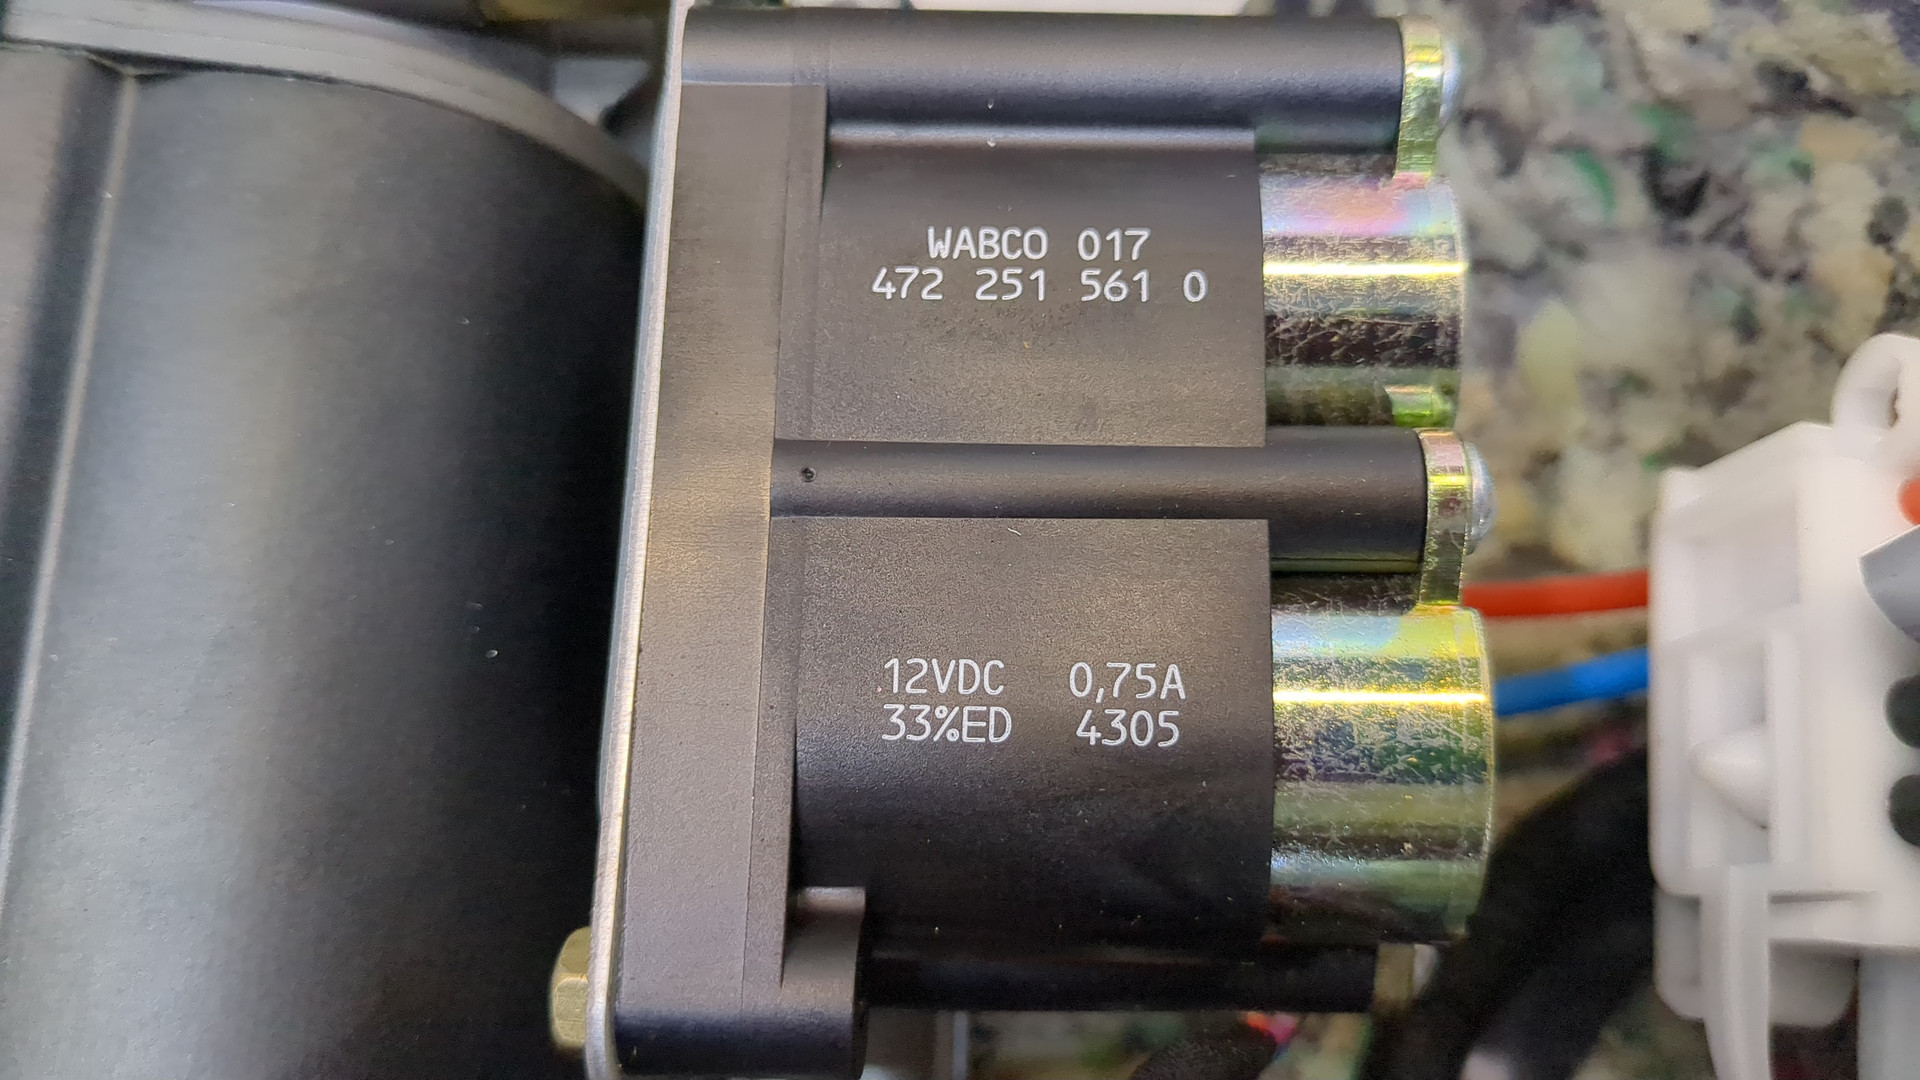 WABCO 017
472 251 561 0
12VDC 0,75A
33%ED 4305